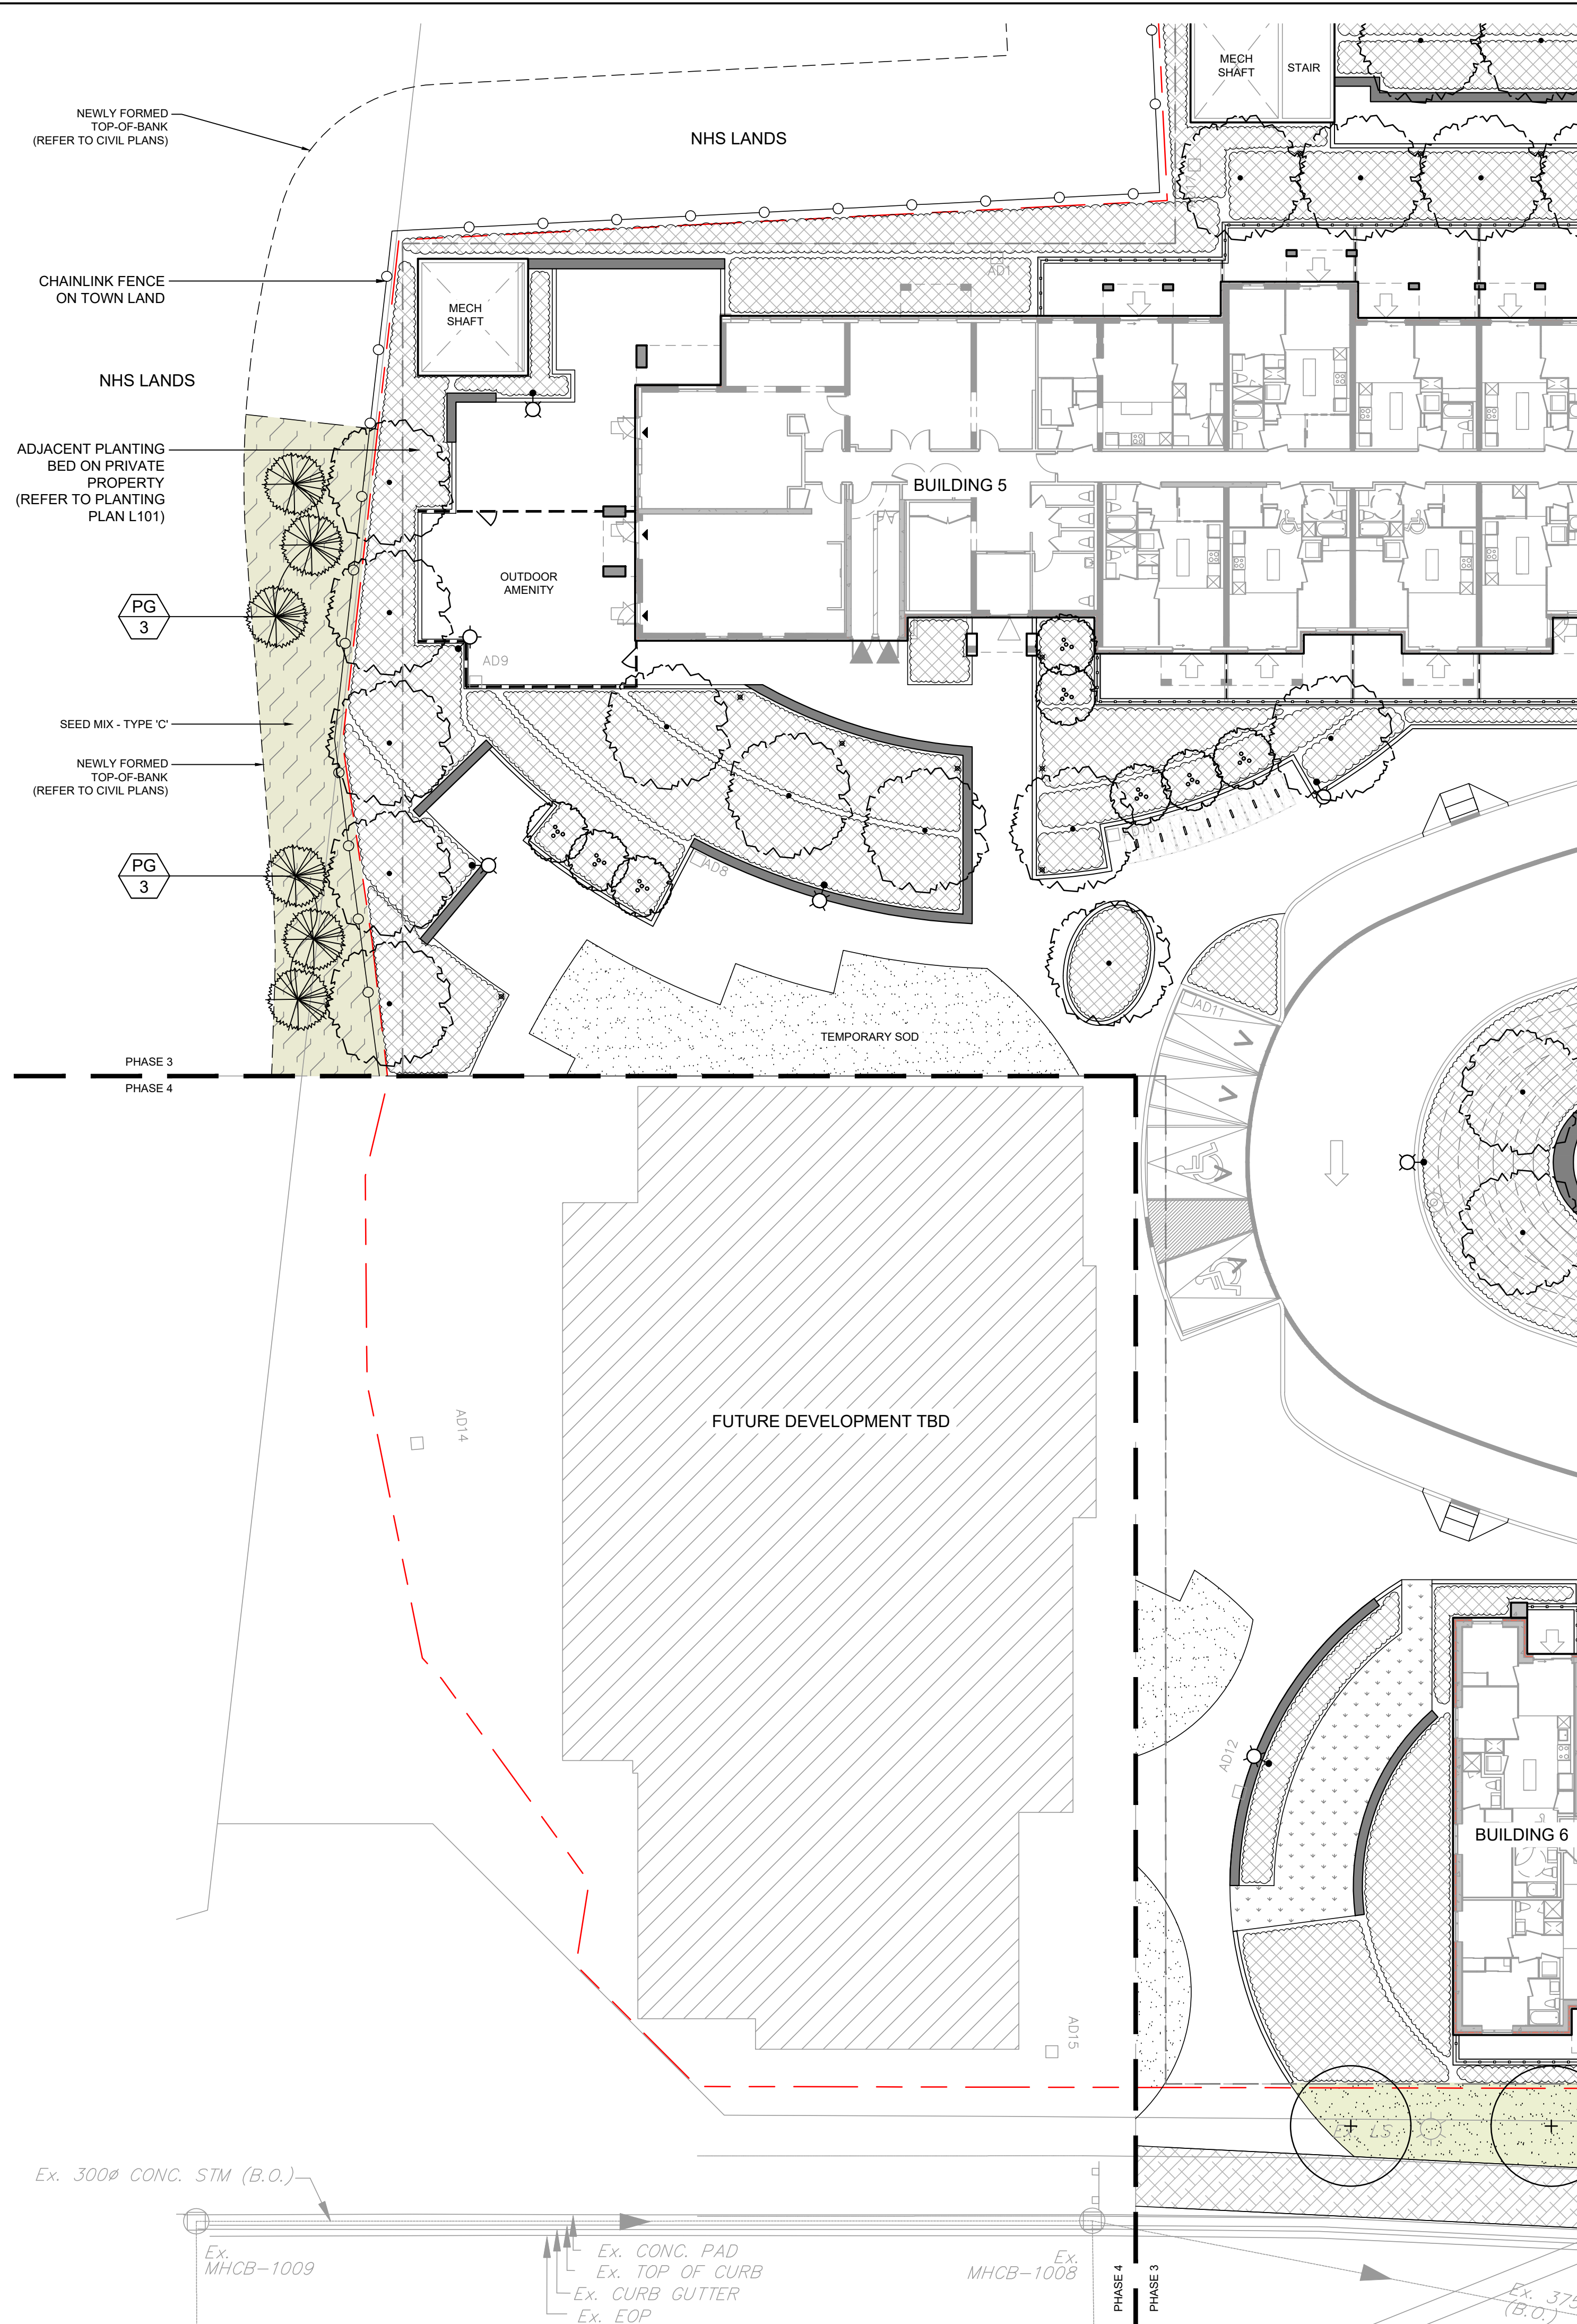 MECH
SHAFT
STAIR
NEWLY FORMED
TOP-OF-BANK
(REFER TO CIVIL PLANS)
NHS LANDS
CHAINLINK FENCE
ON TOWN LAND
AD1
MECH
SHAFT
NHS LANDS
ADJACENT PLANTING
BED ON PRIVATE
PROPERTY
(REFER TO PLANTING
PLAN L101)
BUILDING 5
OUTDOOR
AMENITY
PG
3
AD9
SEED MIX - TYPE 'C'
NEWLY FORMED
TOP-OF-BANK
(REFER TO CIVIL PLANS)
AD8
PG
3
AD11
TEMPORARY SOD
PHASE 3
PHASE 4
FUTURE DEVELOPMENT TBD
AD14
AD12
BUILDING 6
AD15
Ex. LS
Ex. 300ø CONC. STM (B.O.)
Ex.
MHCB-1009
Ex. CONC. PAD
Ex. TOP OF CURB
Ex. CURB GUTTER
Ex. EOP
Ex.
MHCB-1008
PHASE 4
PHASE 3
Ex. 375
(B.O.)